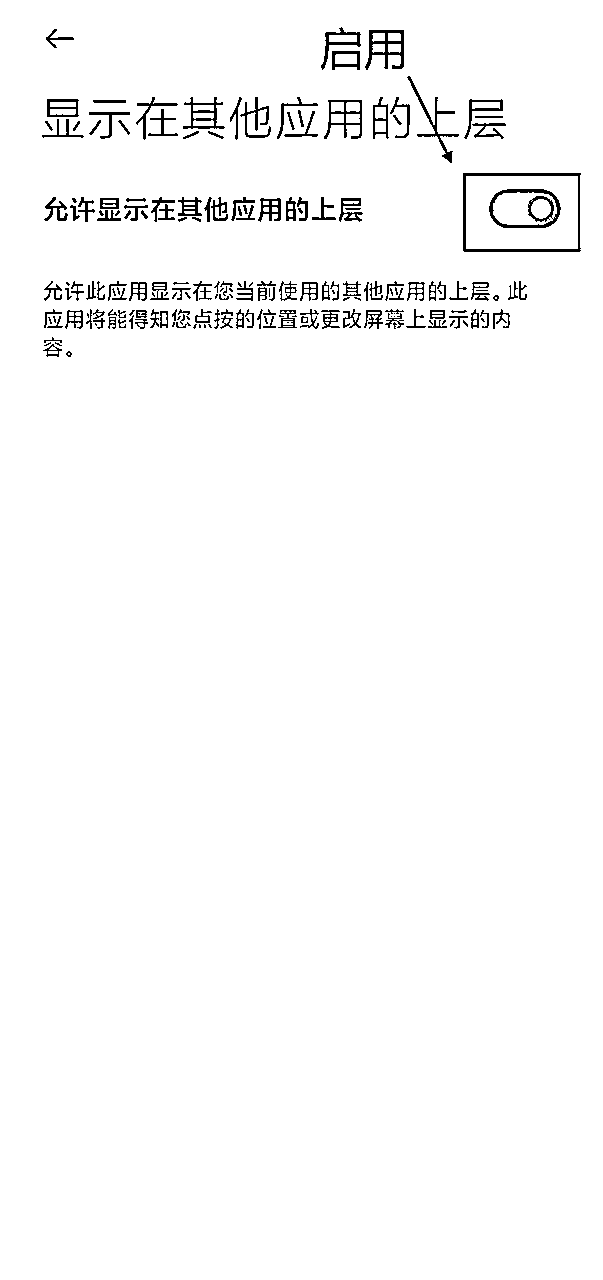 启用
显示在其他应用的上层
允许显示在其他应用的上层
允许此应用显示在您当前使用的其他应用的上层。此
应用将能得知您点按的位置或更改屏幕上显示的内
容。